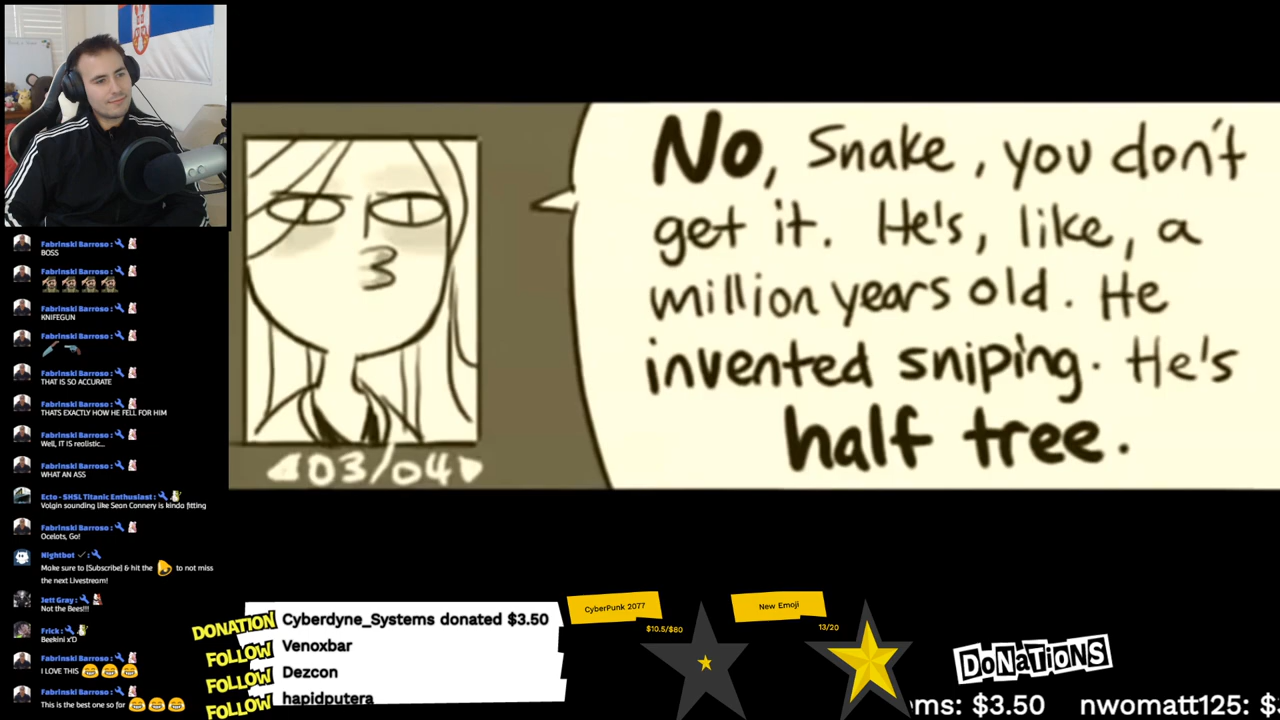 No, Snake, you don't
get it. He's, like, a
million years old. He
invented sniping. He's
half tree.
03/04
Fabrinski Barroso :
BOSS
Fabrinski Barroso :
Fabrinski Barroso :
KNIFEGUN
Fabrinski Barroso :
Fabrinski Barroso :
THAT IS SO ACCURATE
Fabrinski Barroso :
THATS EXACTLY HOW HE FELL FOR HIM
Fabrinski Barroso :
Well, IT IS realistic...
Fabrinski Barroso :
WHAT AN ASS
Ecto - SHSL Titanic Enthusiast :
Volgin sounding like Sean Connery is kinda fitting
Fabrinski Barroso :
Ocelots, Go!
Nightbot ✓ :
Make sure to [Subscribe] & hit the to not miss
the next Livestream!
Jett Gray :
Not the Bees!!!
Frick :
Beekini x'D
Fabrinski Barroso :
I LOVE THIS
Fabrinski Barroso :
This is the best one so far
DONATION Cyberdyne_Systems donated $3.50
FOLLOW Venoxbar
FOLLOW Dezcon
FOLLOW hapidputera
CyberPunk 2077
$10.5/$80
New Emoji
13/20
DONATIONS
ms: $3.50 nwomatt125: $